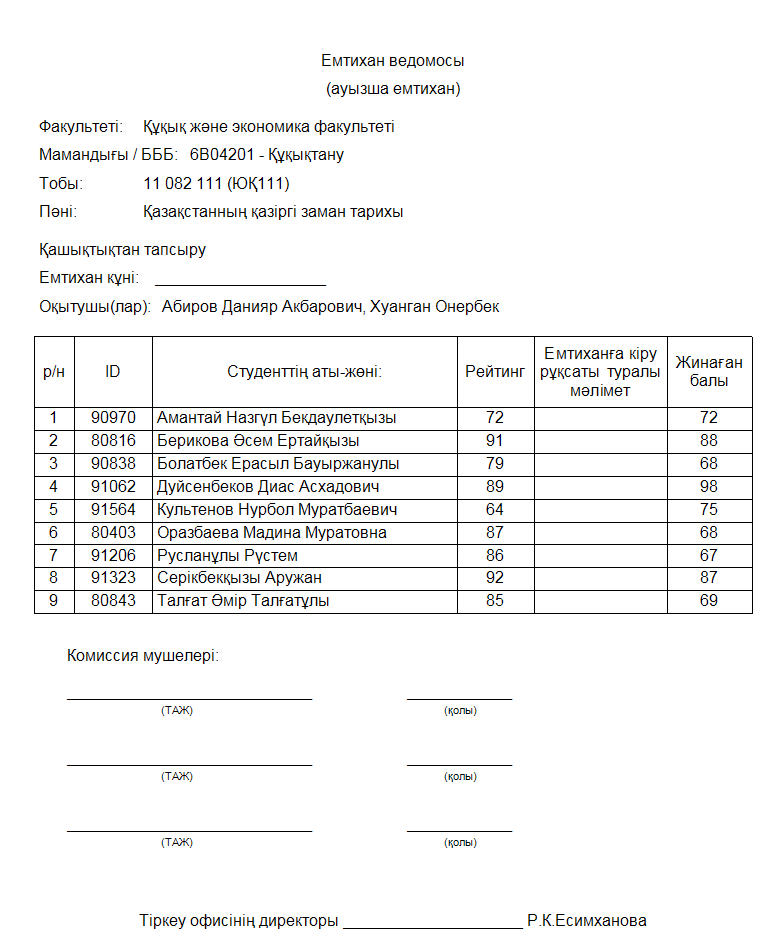 Емтихан ведомосы
(ауызша емтихан)
Факультеті: Құқық және экономика факультеті
Мамандығы / БББ: 6В04201 - Құқықтану
Тобы: 11 082 111 (ЮҚ111)
Пәні: Қазақстанның қазіргі заман тарихы
Қашықтықтан тапсыру
Емтихан күні: ___________________
Оқытушы(лар): Абиров Данияр Акбарович, Хуанган Онербек
р/н ID Студенттің аты-жөні: Рейтинг Емтиханға кіру рұқсаты туралы мәлімет Жинаған балы
1 90970 Амантай Назгүл Бекдаулетқызы 72 72
2 80816 Берикова Әсем Ертайқызы 91 88
3 90838 Болатбек Ерасыл Бауыржанулы 79 68
4 91062 Дуйсенбеков Диас Асхадович 89 98
5 91564 Культенов Нурбол Муратбаевич 64 75
6 80403 Оразбаева Мадина Муратовна 87 68
7 91206 Русланұлы Рүстем 86 67
8 91323 Серікбекқызы Аружан 92 87
9 80843 Талғат Әмір Талғатұлы 85 69
Комиссия мушелері:
(ТАЖ) (қолы)
(ТАЖ) (қолы)
(ТАЖ) (қолы)
Тіркеу офисінің директоры ____________________ Р.К.Есимханова